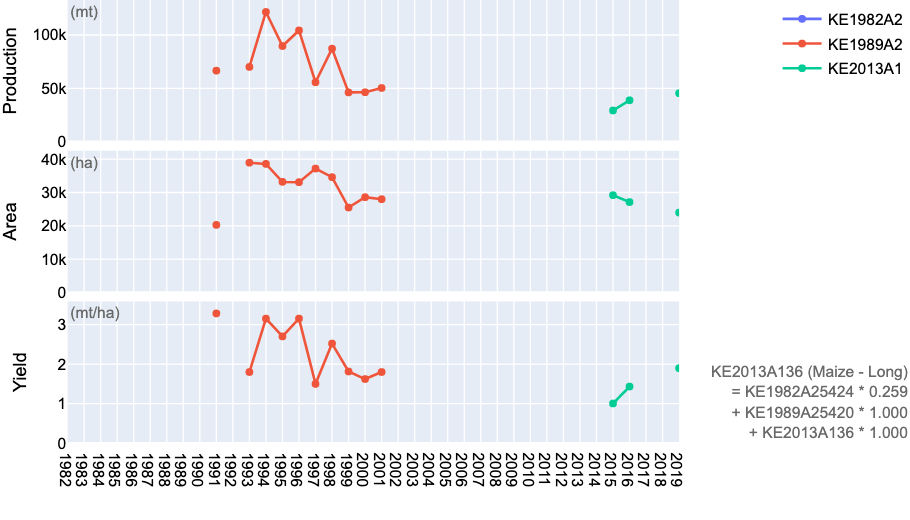 (mt)
100k
50k
0
Production
KE1982A2
KE1989A2
KE2013A1
(ha)
40k
30k
20k
10k
0
Area
(mt/ha)
3
2
1
0
Yield
KE2013A136 (Maize - Long)
= KE1982A25424 * 0.259
+ KE1989A25420 * 1.000
+ KE2013A136 * 1.000
1982
1983
1984
1985
1986
1987
1988
1989
1990
1991
1992
1993
1994
1995
1996
1997
1998
1999
2000
2001
2002
2003
2004
2005
2006
2007
2008
2009
2010
2011
2012
2013
2014
2015
2016
2017
2018
2019